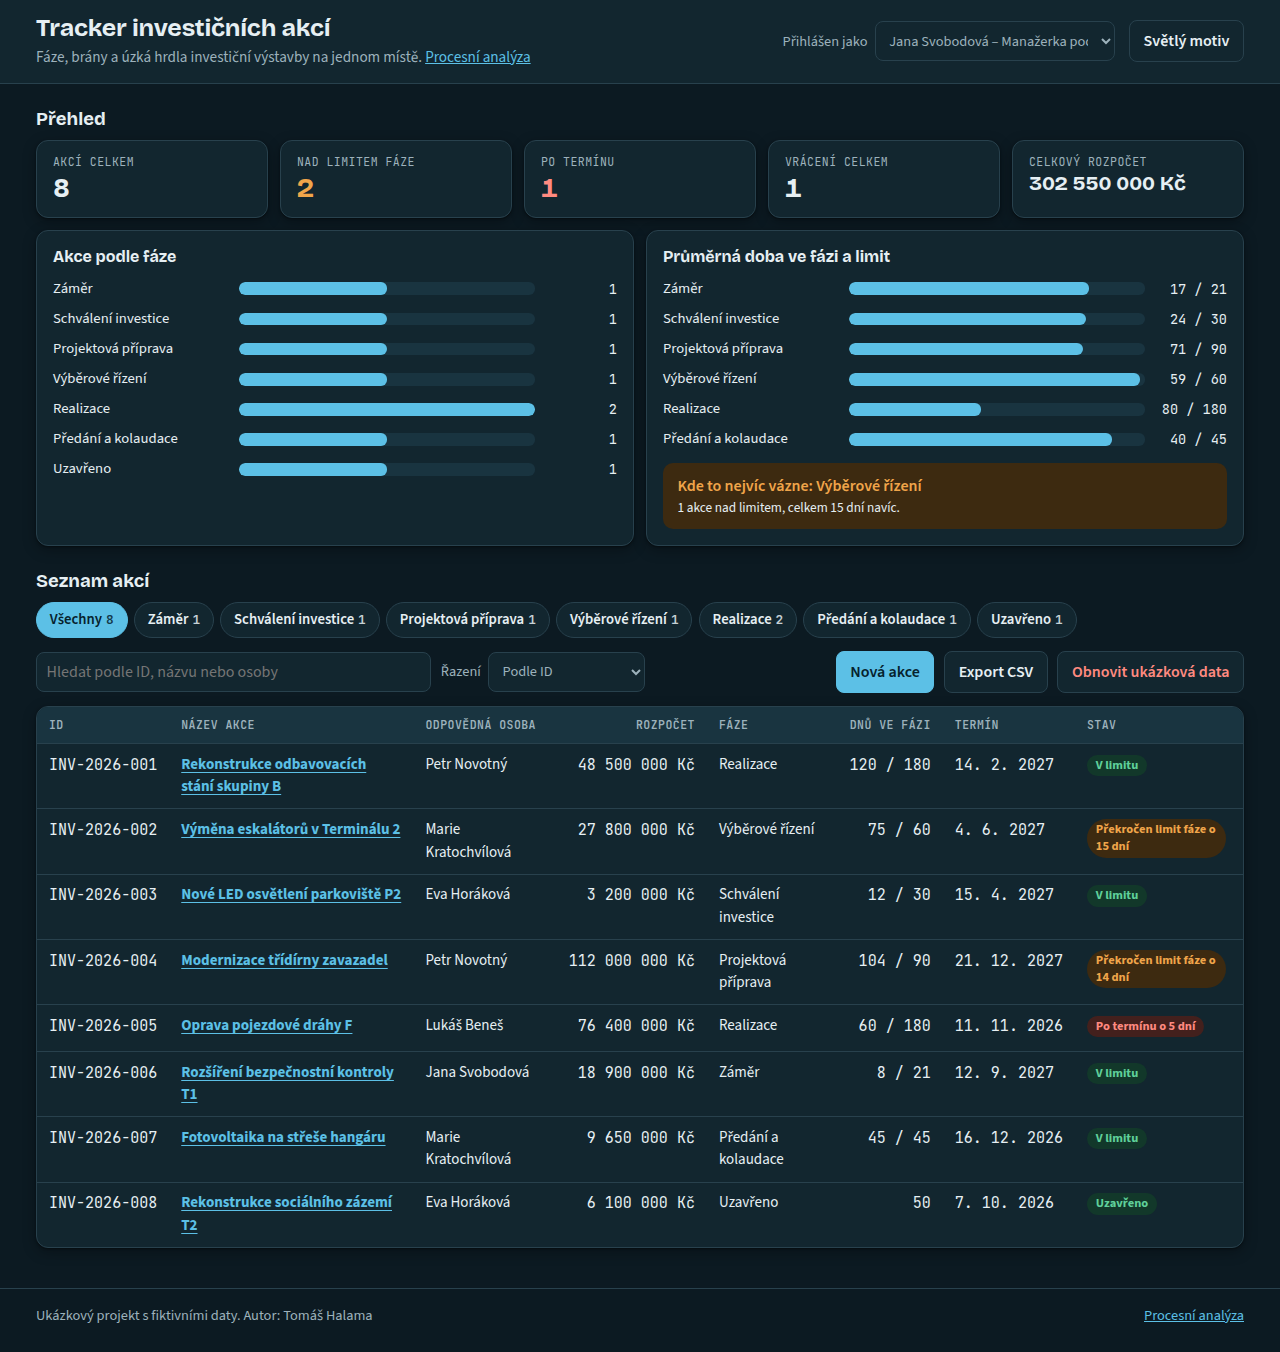 Tracker investičních akcí
Fáze, brány a úzká hrdla investiční výstavby na jednom místě. Procesní analýza
Přihlášen jako
Jana Svobodová – Manažerka
Světlý motiv
Přehled
AKCÍ CELKEM
8
NAD LIMITEM FÁZE
2
PO TERMÍNU
1
VRÁCENÍ CELKEM
1
CELKOVÝ ROZPOČET
302 550 000 Kč
Akce podle fáze
Záměr 1
Schválení investice 1
Projektová příprava 1
Výběrové řízení 1
Realizace 2
Předání a kolaudace 1
Uzavřeno 1
Průměrná doba ve fázi a limit
Záměr 17 / 21
Schválení investice 24 / 30
Projektová příprava 71 / 90
Výběrové řízení 59 / 60
Realizace 80 / 180
Předání a kolaudace 40 / 45
Kde to nejvíc vázne: Výběrové řízení
1 akce nad limitem, celkem 15 dní navíc.
Seznam akcí
Všechny 8 Záměr 1 Schválení investice 1 Projektová příprava 1 Výběrové řízení 1 Realizace 2 Předání a kolaudace 1 Uzavřeno 1
Hledat podle ID, názvu nebo osoby Řazení Podle ID Nová akce Export CSV Obnovit ukázková data
ID NÁZEV AKCE ODPOVĚDNÁ OSOBA ROZPOČET FÁZE DNŮ VE FÁZI TERMÍN STAV
INV-2026-001 Rekonstrukce odbavovacích Petr Novotný 48 500 000 Kč Realizace 120 / 180 14. 2. 2027 V limitu
stání skupiny B
INV-2026-002 Výměna eskalátorů v Terminálu 2 Marie 27 800 000 Kč Výběrové řízení 75 / 60 4. 6. 2027 Překročen limit fáze o
Kratochvílová 15 dní
INV-2026-003 Nové LED osvětlení parkoviště P2 Eva Horáková 3 200 000 Kč Schválení 12 / 30 15. 4. 2027 V limitu
investice
INV-2026-004 Modernizace třídírny zavazadel Petr Novotný 112 000 000 Kč Projektová 104 / 90 21. 12. 2027 Překročen limit fáze o
příprava 14 dní
INV-2026-005 Oprava pojezdové dráhy F Lukáš Beneš 76 400 000 Kč Realizace 60 / 180 11. 11. 2026 Po termínu o 5 dní
INV-2026-006 Rozšíření bezpečnostní kontroly Jana Svobodová 18 900 000 Kč Záměr 8 / 21 12. 9. 2027 V limitu
T1
INV-2026-007 Fotovoltaika na střeše hangáru Marie 9 650 000 Kč Předání a 45 / 45 16. 12. 2026 V limitu
Kratochvílová kolaudace
INV-2026-008 Rekonstrukce sociálního zázemí Eva Horáková 6 100 000 Kč Uzavřeno 50 7. 10. 2026 Uzavřeno
T2
Ukázkový projekt s fiktivními daty. Autor: Tomáš Halama
Procesní analýza